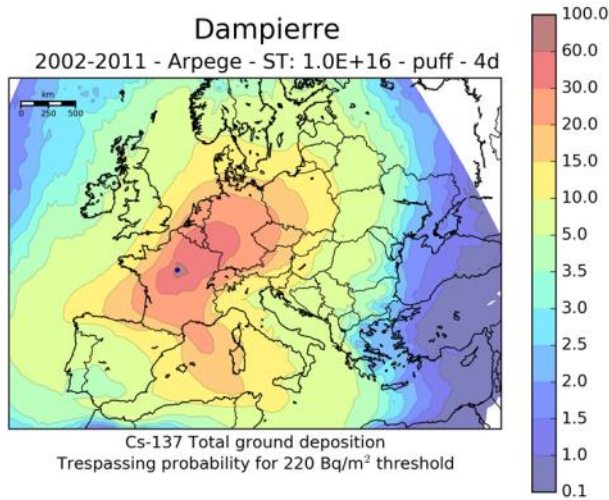 Dampierre
2002-2011 - Arpege - ST: 1.0E+16 - puff - 4d
km
0 250 500
100.0
60.0
30.0
20.0
15.0
10.0
5.0
3.5
3.0
2.5
2.0
1.5
1.0
0.1
Cs-137 Total ground deposition
Trespassing probability for 220 Bq/m² threshold